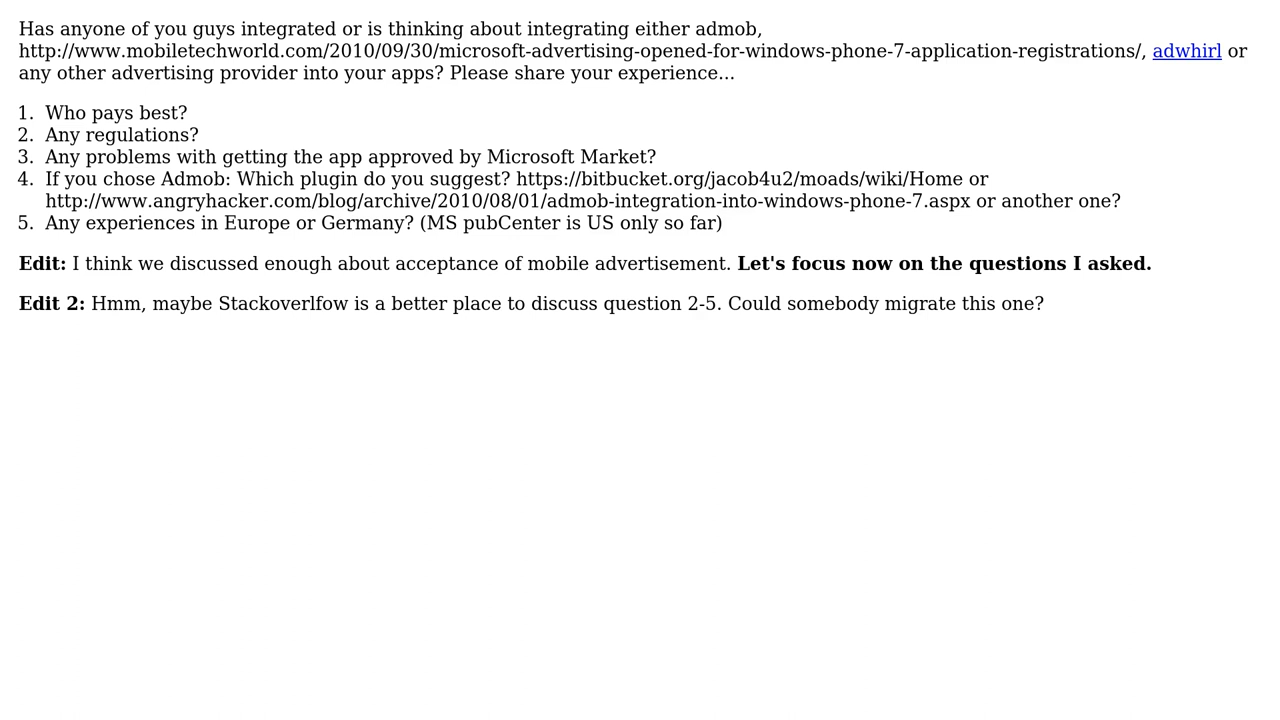 Has anyone of you guys integrated or is thinking about integrating either admob,
http://www.mobiletechworld.com/2010/09/30/microsoft-advertising-opened-for-windows-phone-7-application-registrations/, adwhirl or
any other advertising provider into your apps? Please share your experience...
1. Who pays best?
2. Any regulations?
3. Any problems with getting the app approved by Microsoft Market?
4. If you chose Admob: Which plugin do you suggest? https://bitbucket.org/jacob4u2/moads/wiki/Home or
http://www.angryhacker.com/blog/archive/2010/08/01/admob-integration-into-windows-phone-7.aspx or another one?
5. Any experiences in Europe or Germany? (MS pubCenter is US only so far)
Edit: I think we discussed enough about acceptance of mobile advertisement. Let's focus now on the questions I asked.
Edit 2: Hmm, maybe Stackoverlfow is a better place to discuss question 2-5. Could somebody migrate this one?